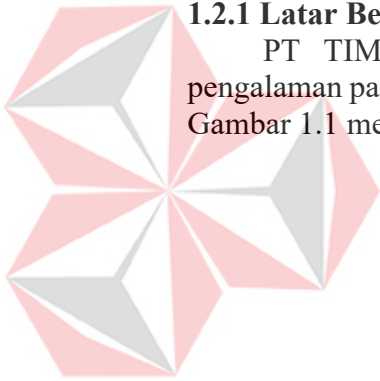 1.2.1 Latar Be
PT TIM
pengalaman pa
Gambar 1.1 me